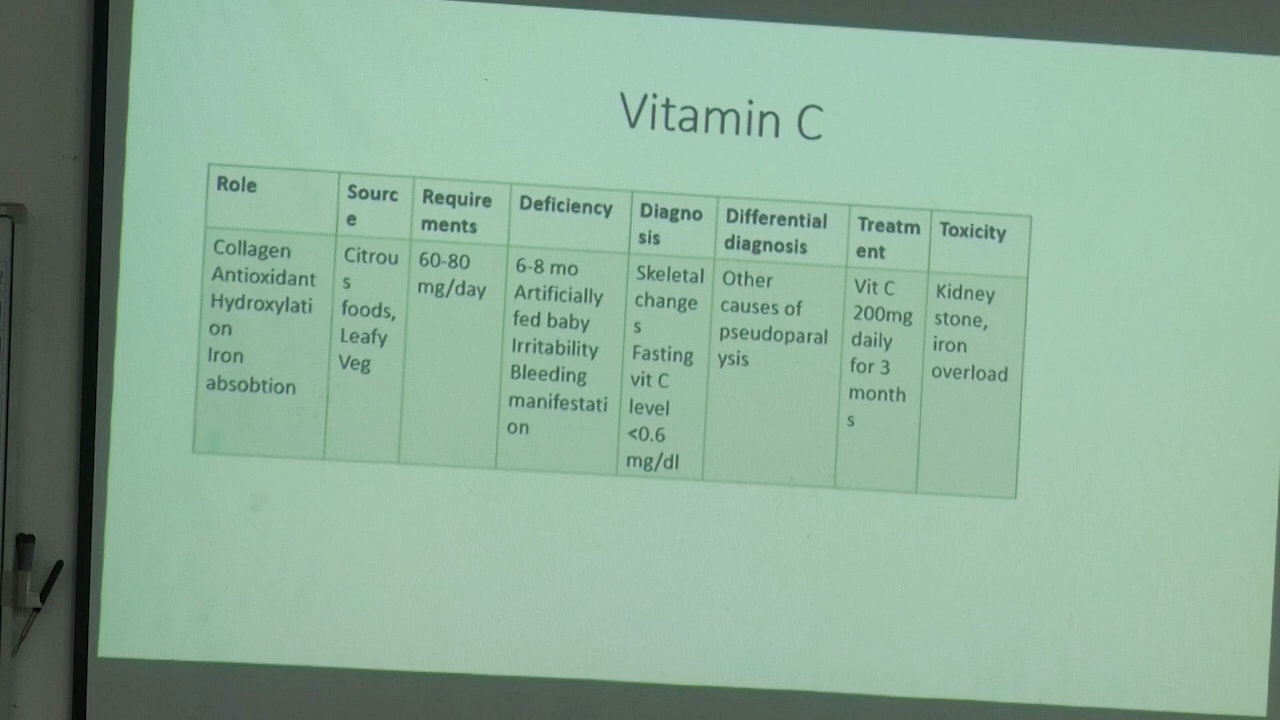 Vitamin C
Role
Sourc
e
Require
ments
Deficiency
Diagno
sis
Differential
diagnosis
Treatm
ent
Toxicity
Collagen
Antioxidant
Hydroxylati
on
Iron
absobtion
Citrou
s
foods,
Leafy
Veg
60-80
mg/day
6-8 mo
Artificially
fed baby
Irritability
Bleeding
manifestati
on
Skeletal
change
s
Fasting
vit C
level
<0.6
mg/dl
Other
causes of
pseudoparal
ysis
Vit C
200mg
daily
for 3
month
s
Kidney
stone,
iron
overload